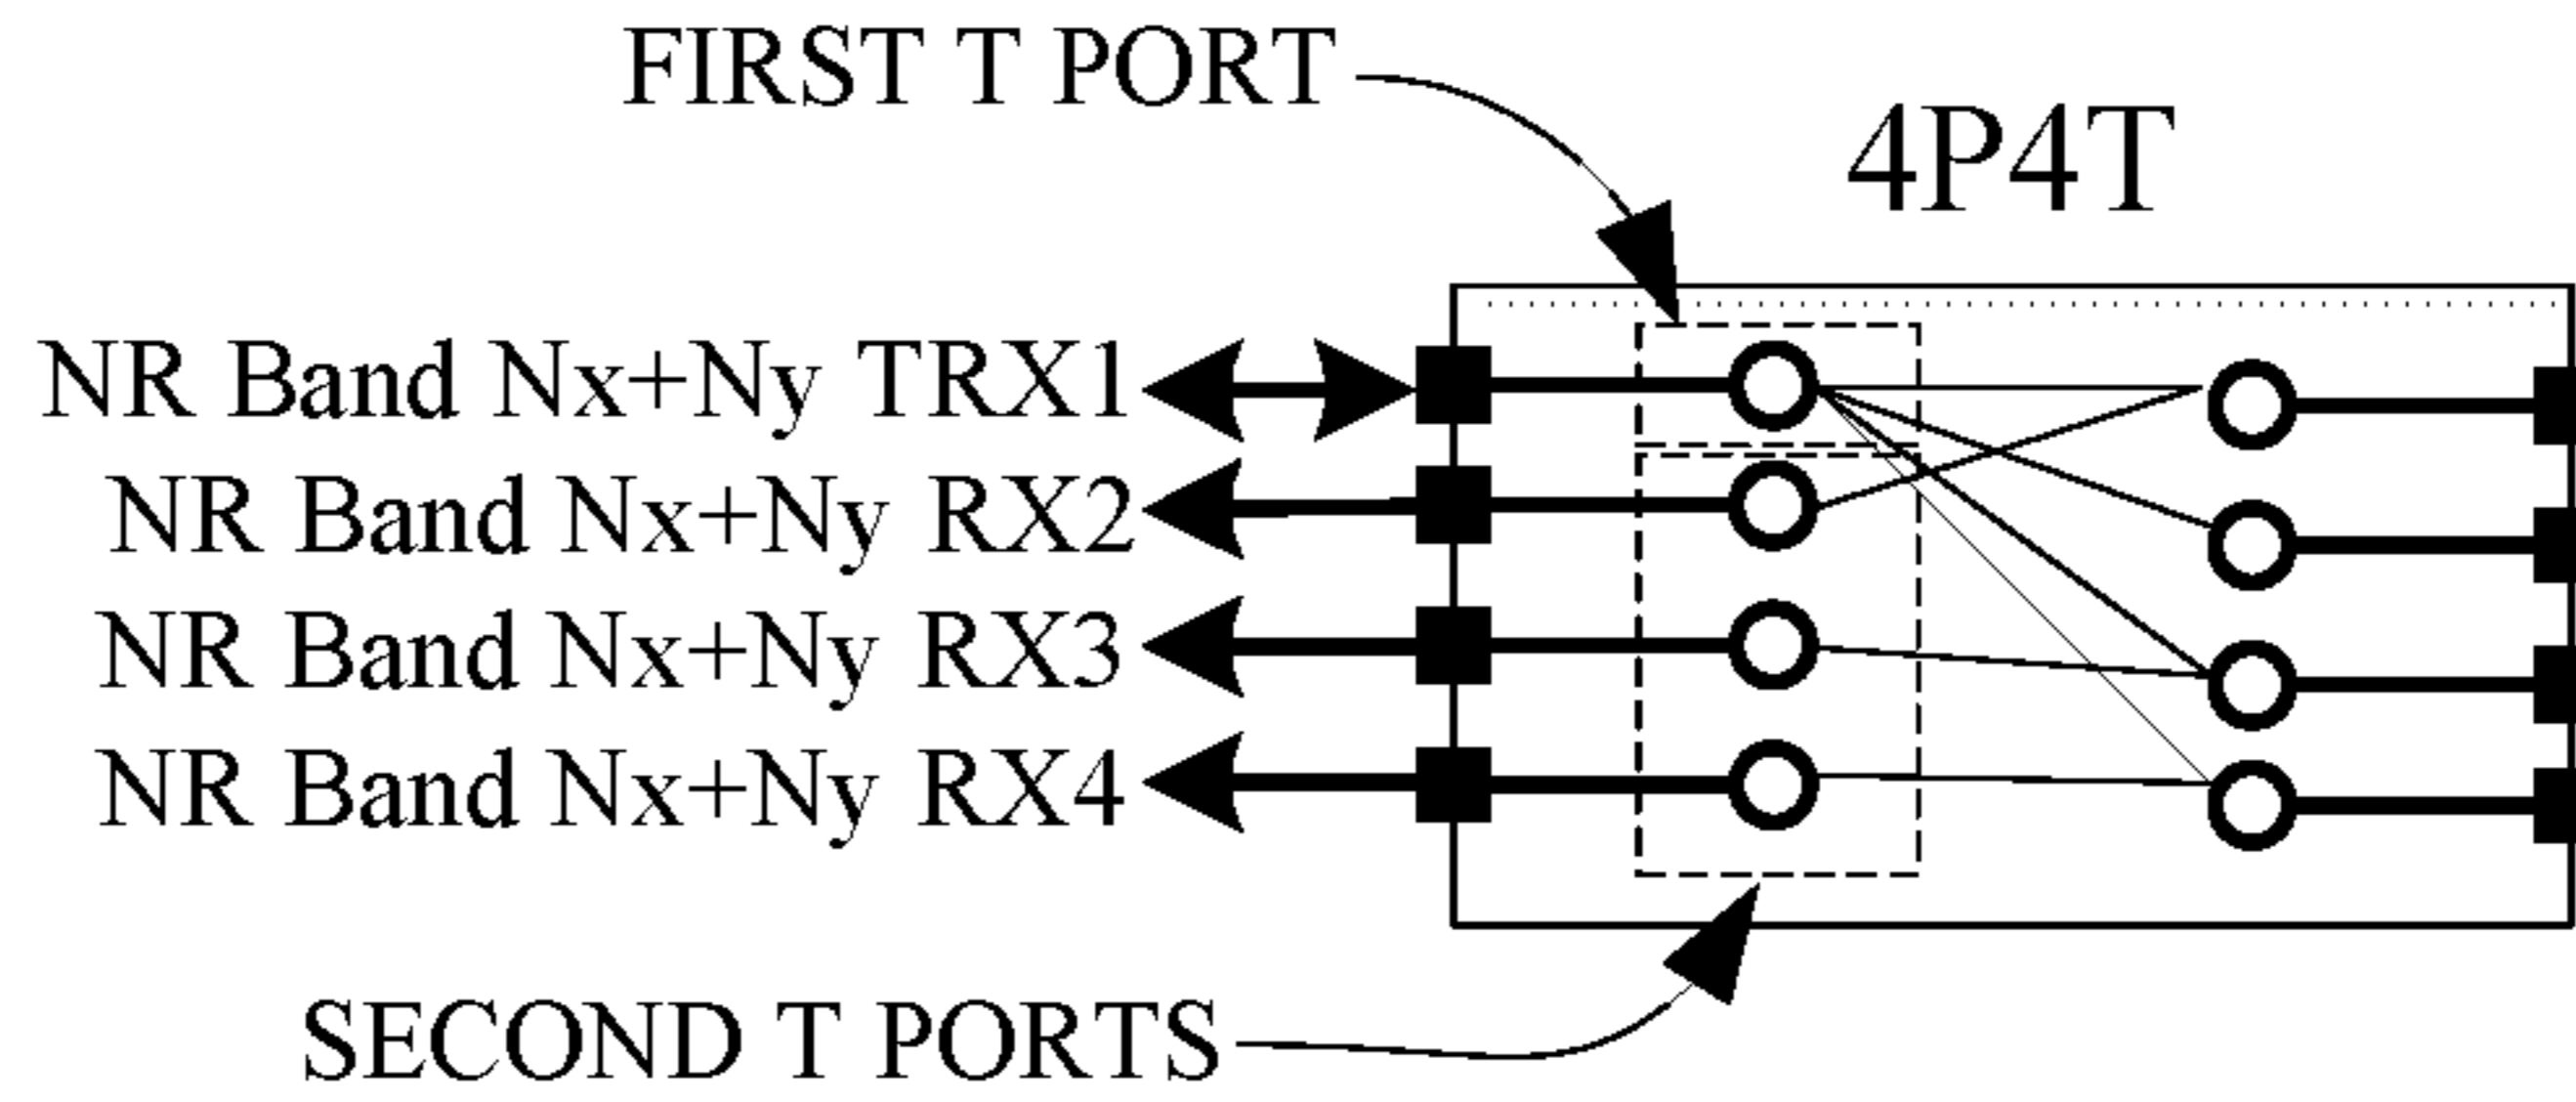 FIRST T PORT
4P4T
NR Band Nx+Ny TRX1
NR Band Nx+Ny RX2
NR Band Nx+Ny RX3
NR Band Nx+Ny RX4
SECOND T PORTS